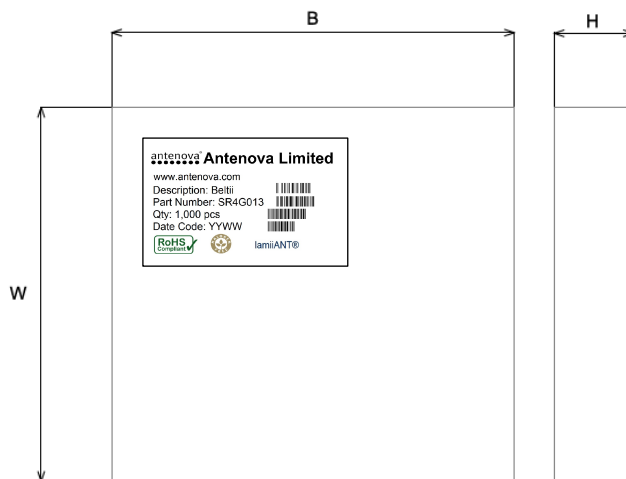 B
H
antenova® Antenova Limited
www.antenova.com
Description: Beltii
Part Number: SR4G013
Qty: 1,000 pcs
Date Code: YYWW
RoHS
Compliant
lamiiANT®
W